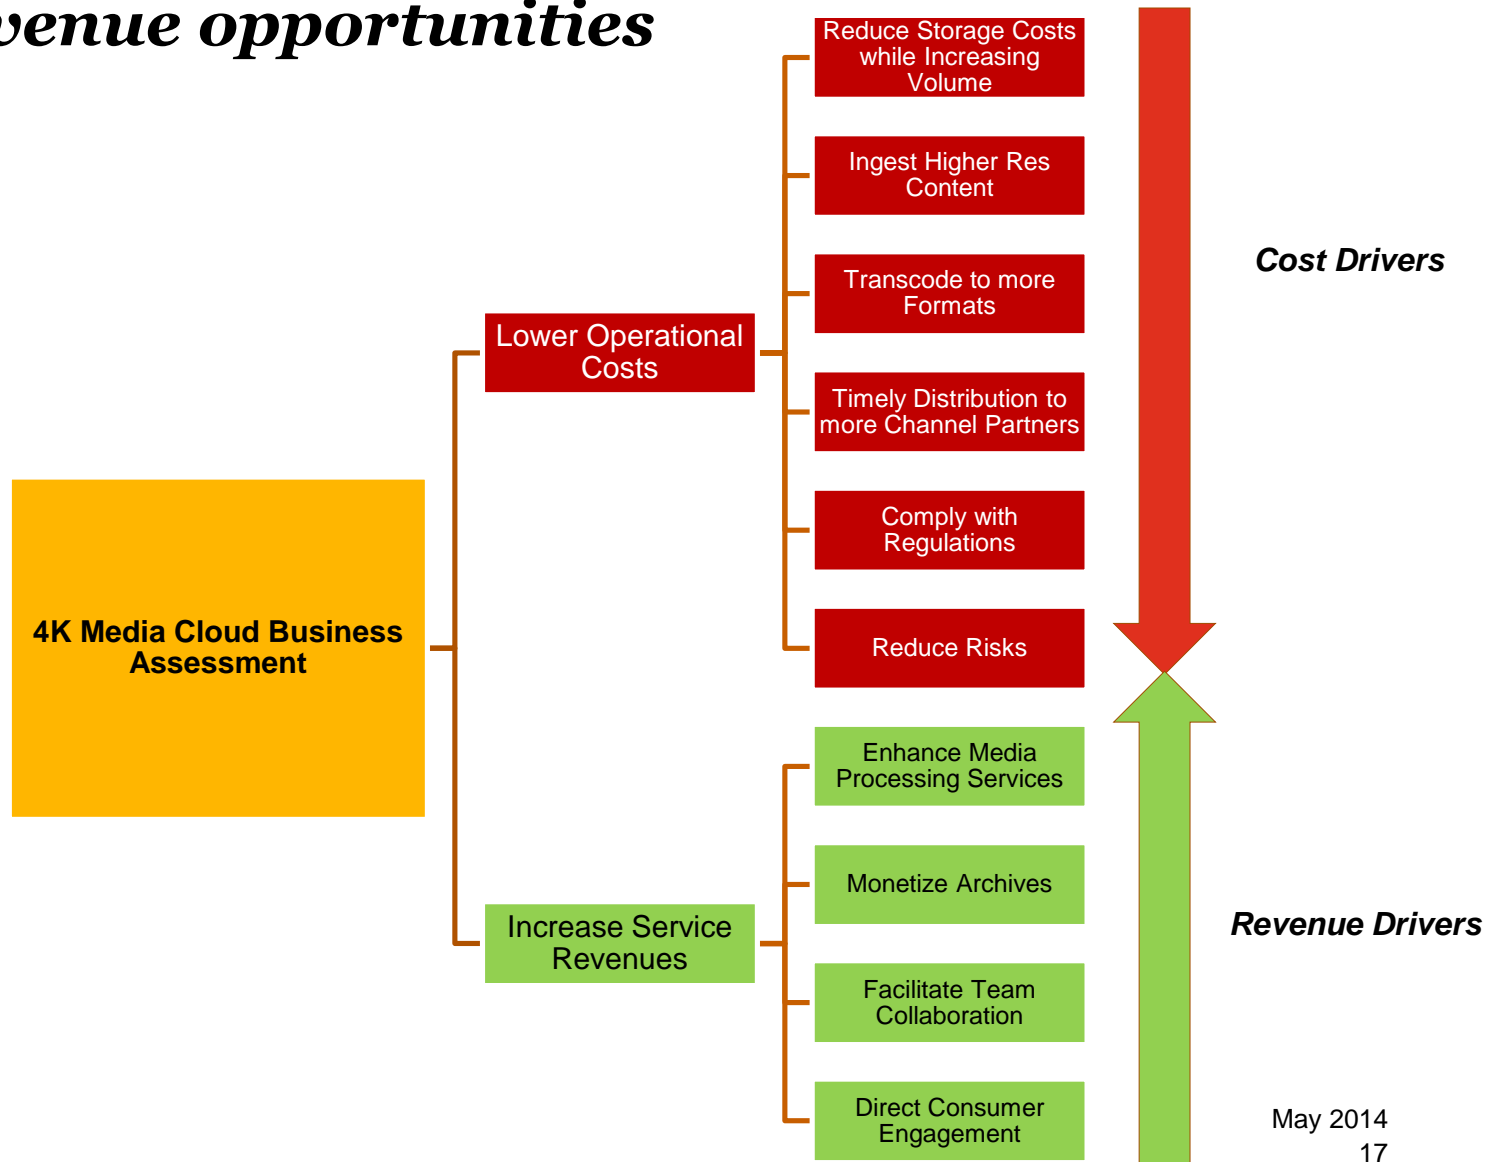 venue opportunities
Reduce Storage Costs
while Increasing
Volume
Ingest Higher Res
Content
Cost Drivers
Transcode to more
Formats
Lower Operational
Costs
Timely Distribution to
more Channel Partners
Comply with
Regulations
4K Media Cloud Business
Assessment
Reduce Risks
Enhance Media
Processing Services
Monetize Archives
Increase Service
Revenues
Revenue Drivers
Facilitate Team
Collaboration
Direct Consumer
Engagement
May 2014
17